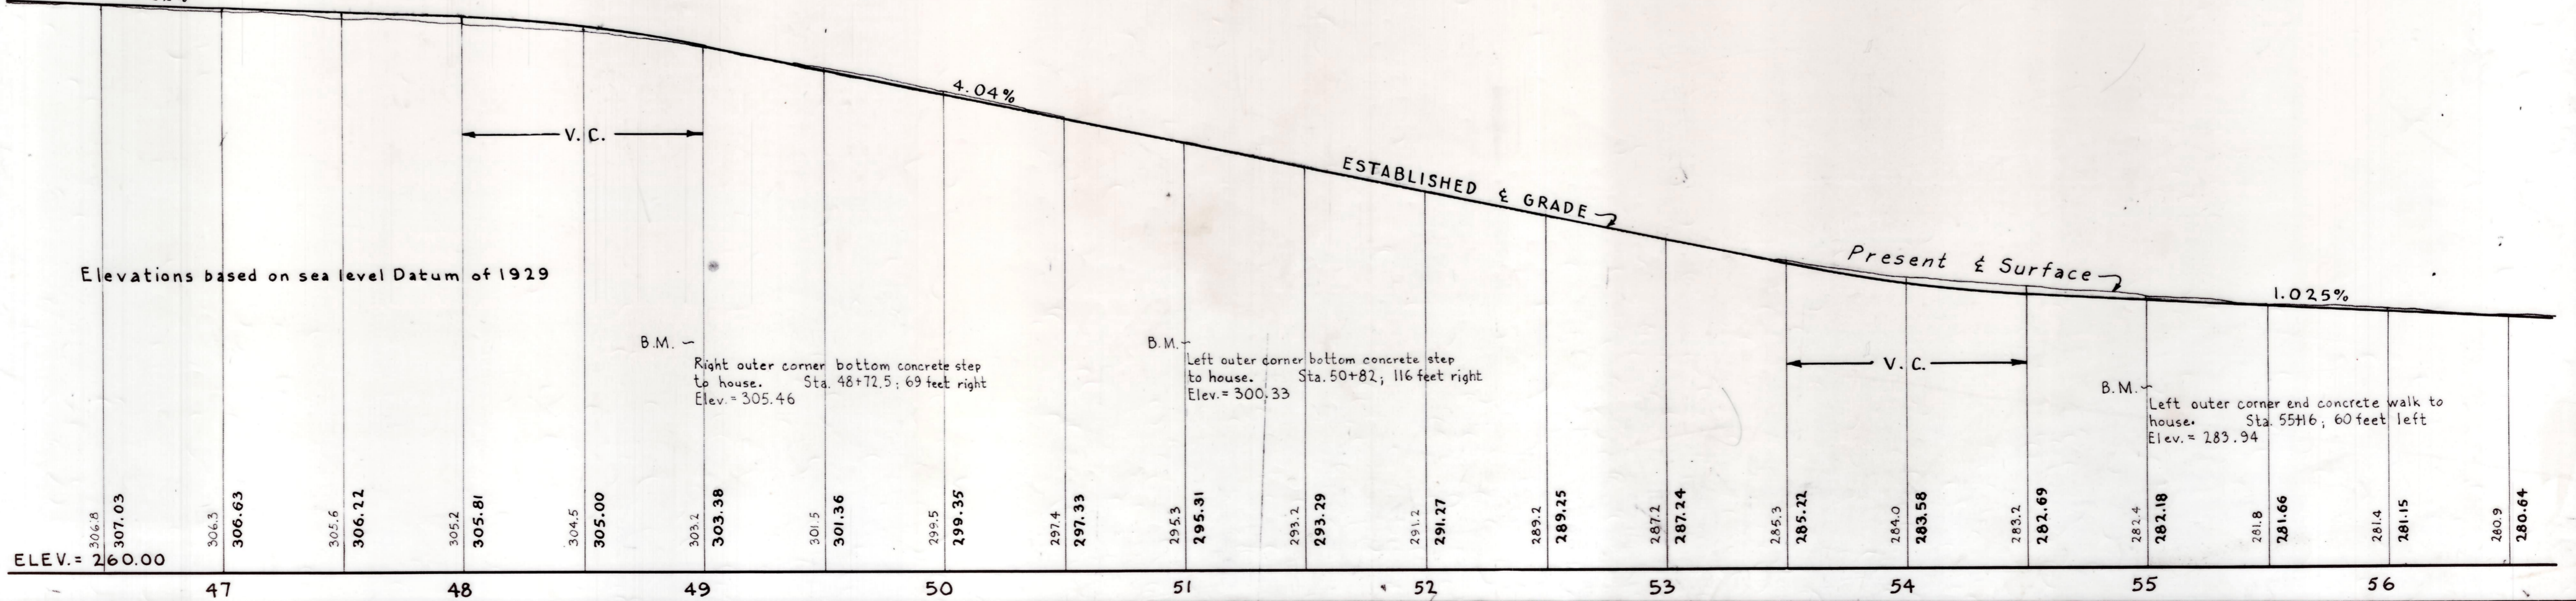 4.04%
V. C.
ESTABLISHED ℄ GRADE
Present ℄ Surface
1.025%
Elevations based on sea level Datum of 1929
B.M.
Right outer corner bottom concrete step
to house. Sta. 48+72.5; 69 feet right
Elev. = 305.46
B.M.
Left outer corner bottom concrete step
to house. Sta. 50+82; 116 feet right
Elev. = 300.33
V. C.
B.M.
Left outer corner end concrete walk to
house. Sta. 55+16; 60 feet left
Elev. = 283.94
306.8
307.03
306.3
306.63
305.6
306.22
305.2
305.81
304.5
305.00
303.2
303.38
301.5
301.36
299.5
299.35
297.4
297.33
295.3
295.31
293.2
293.29
291.2
291.27
289.2
289.25
287.2
287.24
285.3
285.22
284.0
283.58
283.2
282.69
282.4
282.18
281.8
281.66
281.4
281.15
280.9
280.64
ELEV. = 260.00
47 48 49 50 51 52 53 54 55 56